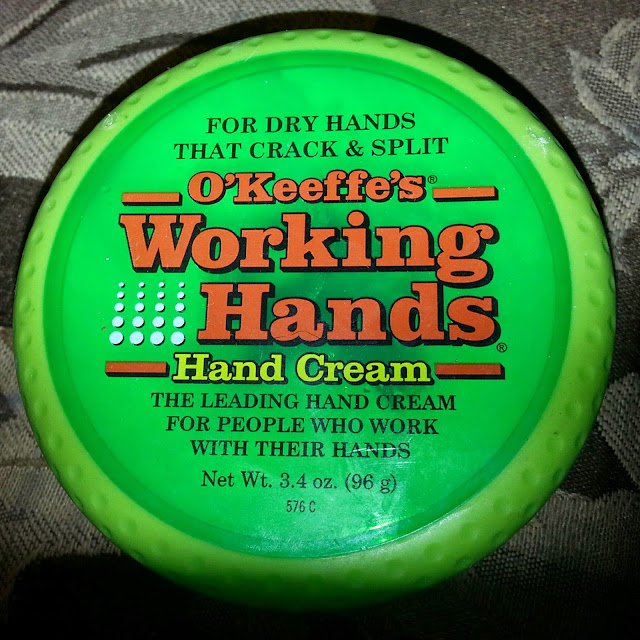 FOR DRY HANDS
THAT CRACK & SPLIT
O'Keeffe's®
Working
Hands®
Hand Cream
THE LEADING HAND CREAM
FOR PEOPLE WHO WORK
WITH THEIR HANDS
Net Wt. 3.4 oz. (96 g)
576 C